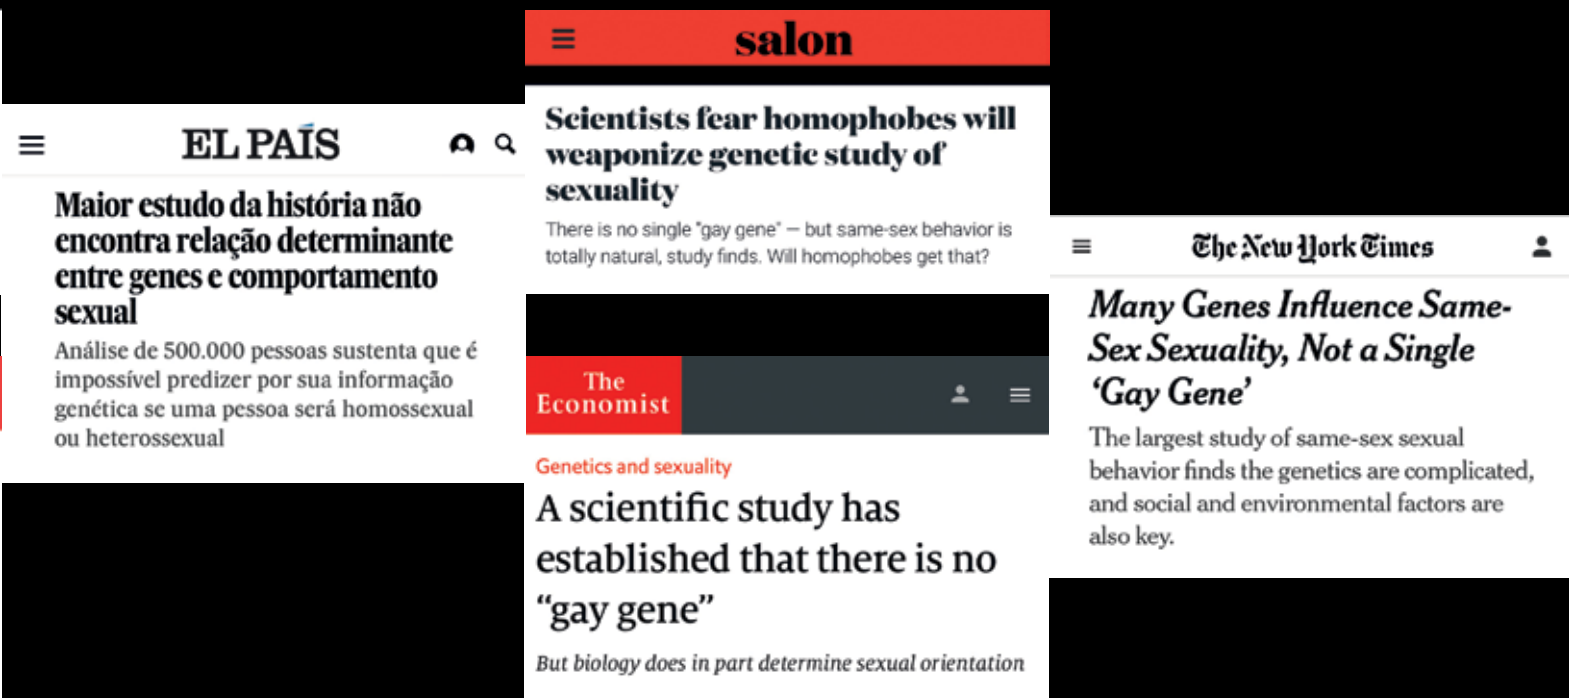 EL PAÍS
Maior estudo da história não
encontra relação determinante
entre genes e comportamento
sexual
Análise de 500.000 pessoas sustenta que é
impossível predizer por sua informação
genética se uma pessoa será homossexual
ou heterossexual
salon
Scientists fear homophobes will
weaponize genetic study of
sexuality
There is no single "gay gene" — but same-sex behavior is
totally natural, study finds. Will homophobes get that?
The
Economist
Genetics and sexuality
A scientific study has
established that there is no
“gay gene”
But biology does in part determine sexual orientation
The New York Times
Many Genes Influence Same-
Sex Sexuality, Not a Single
‘Gay Gene’
The largest study of same-sex sexual
behavior finds the genetics are complicated,
and social and environmental factors are
also key.